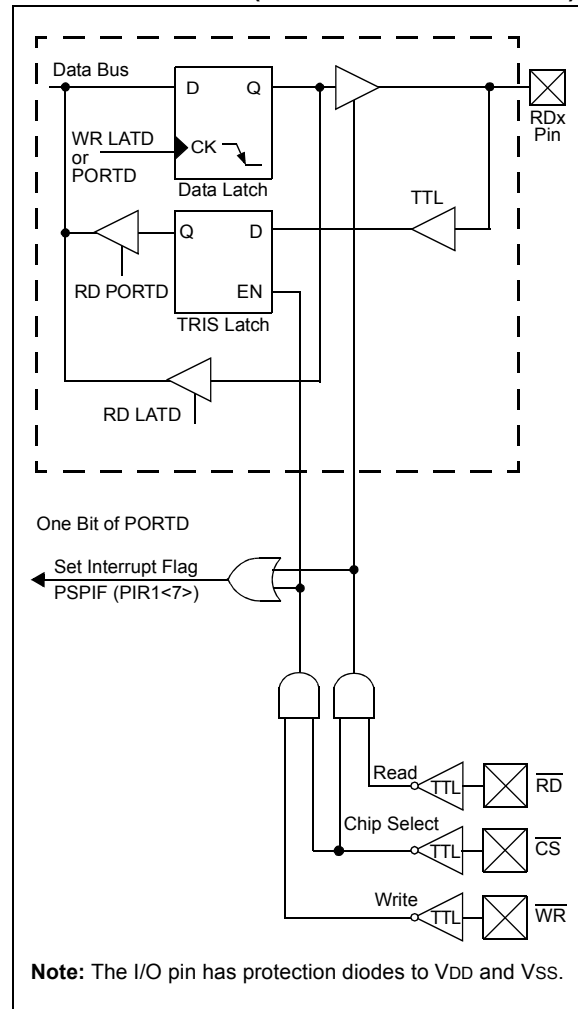 Data Bus
D Q
RDx
Pin
WR LATD
or
PORTD
CK
Data Latch
TTL
Q D
RD PORTD
EN
TRIS Latch
RD LATD
One Bit of PORTD
Set Interrupt Flag
PSPIF (PIR1<7>)
Read
TTL
RD
Chip Select
TTL
CS
Write
TTL
WR
Note: The I/O pin has protection diodes to VDD and VSS.